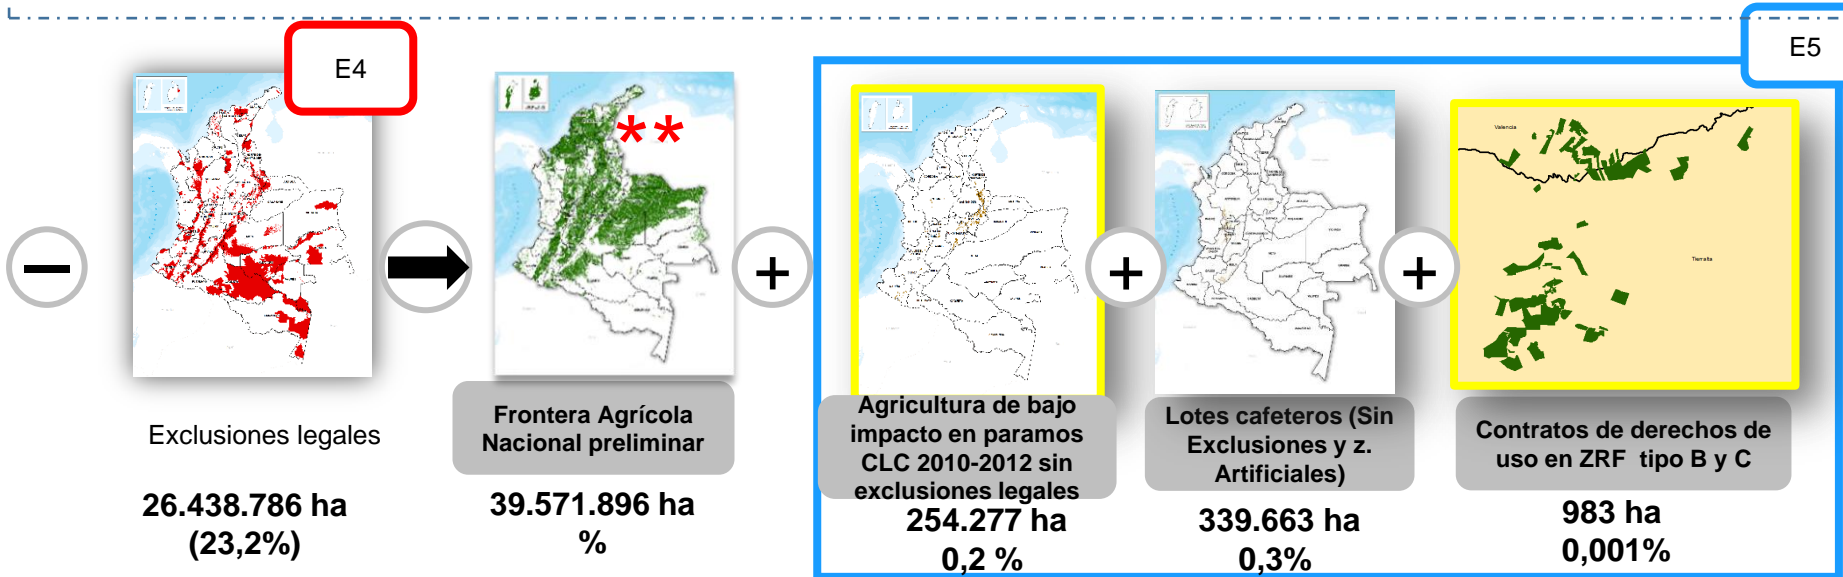 E4
E5
**
Valencia
Tierralta
−
+
+
+
Exclusiones legales
26.438.786 ha
(23,2%)
Frontera Agrícola
Nacional preliminar
39.571.896 ha
%
Agricultura de bajo
impacto en paramos
CLC 2010-2012 sin
exclusiones legales
254.277 ha
0,2 %
Lotes cafeteros (Sin
Exclusiones y z.
Artificiales)
339.663 ha
0,3%
Contratos de derechos de
uso en ZRF tipo B y C
983 ha
0,001%